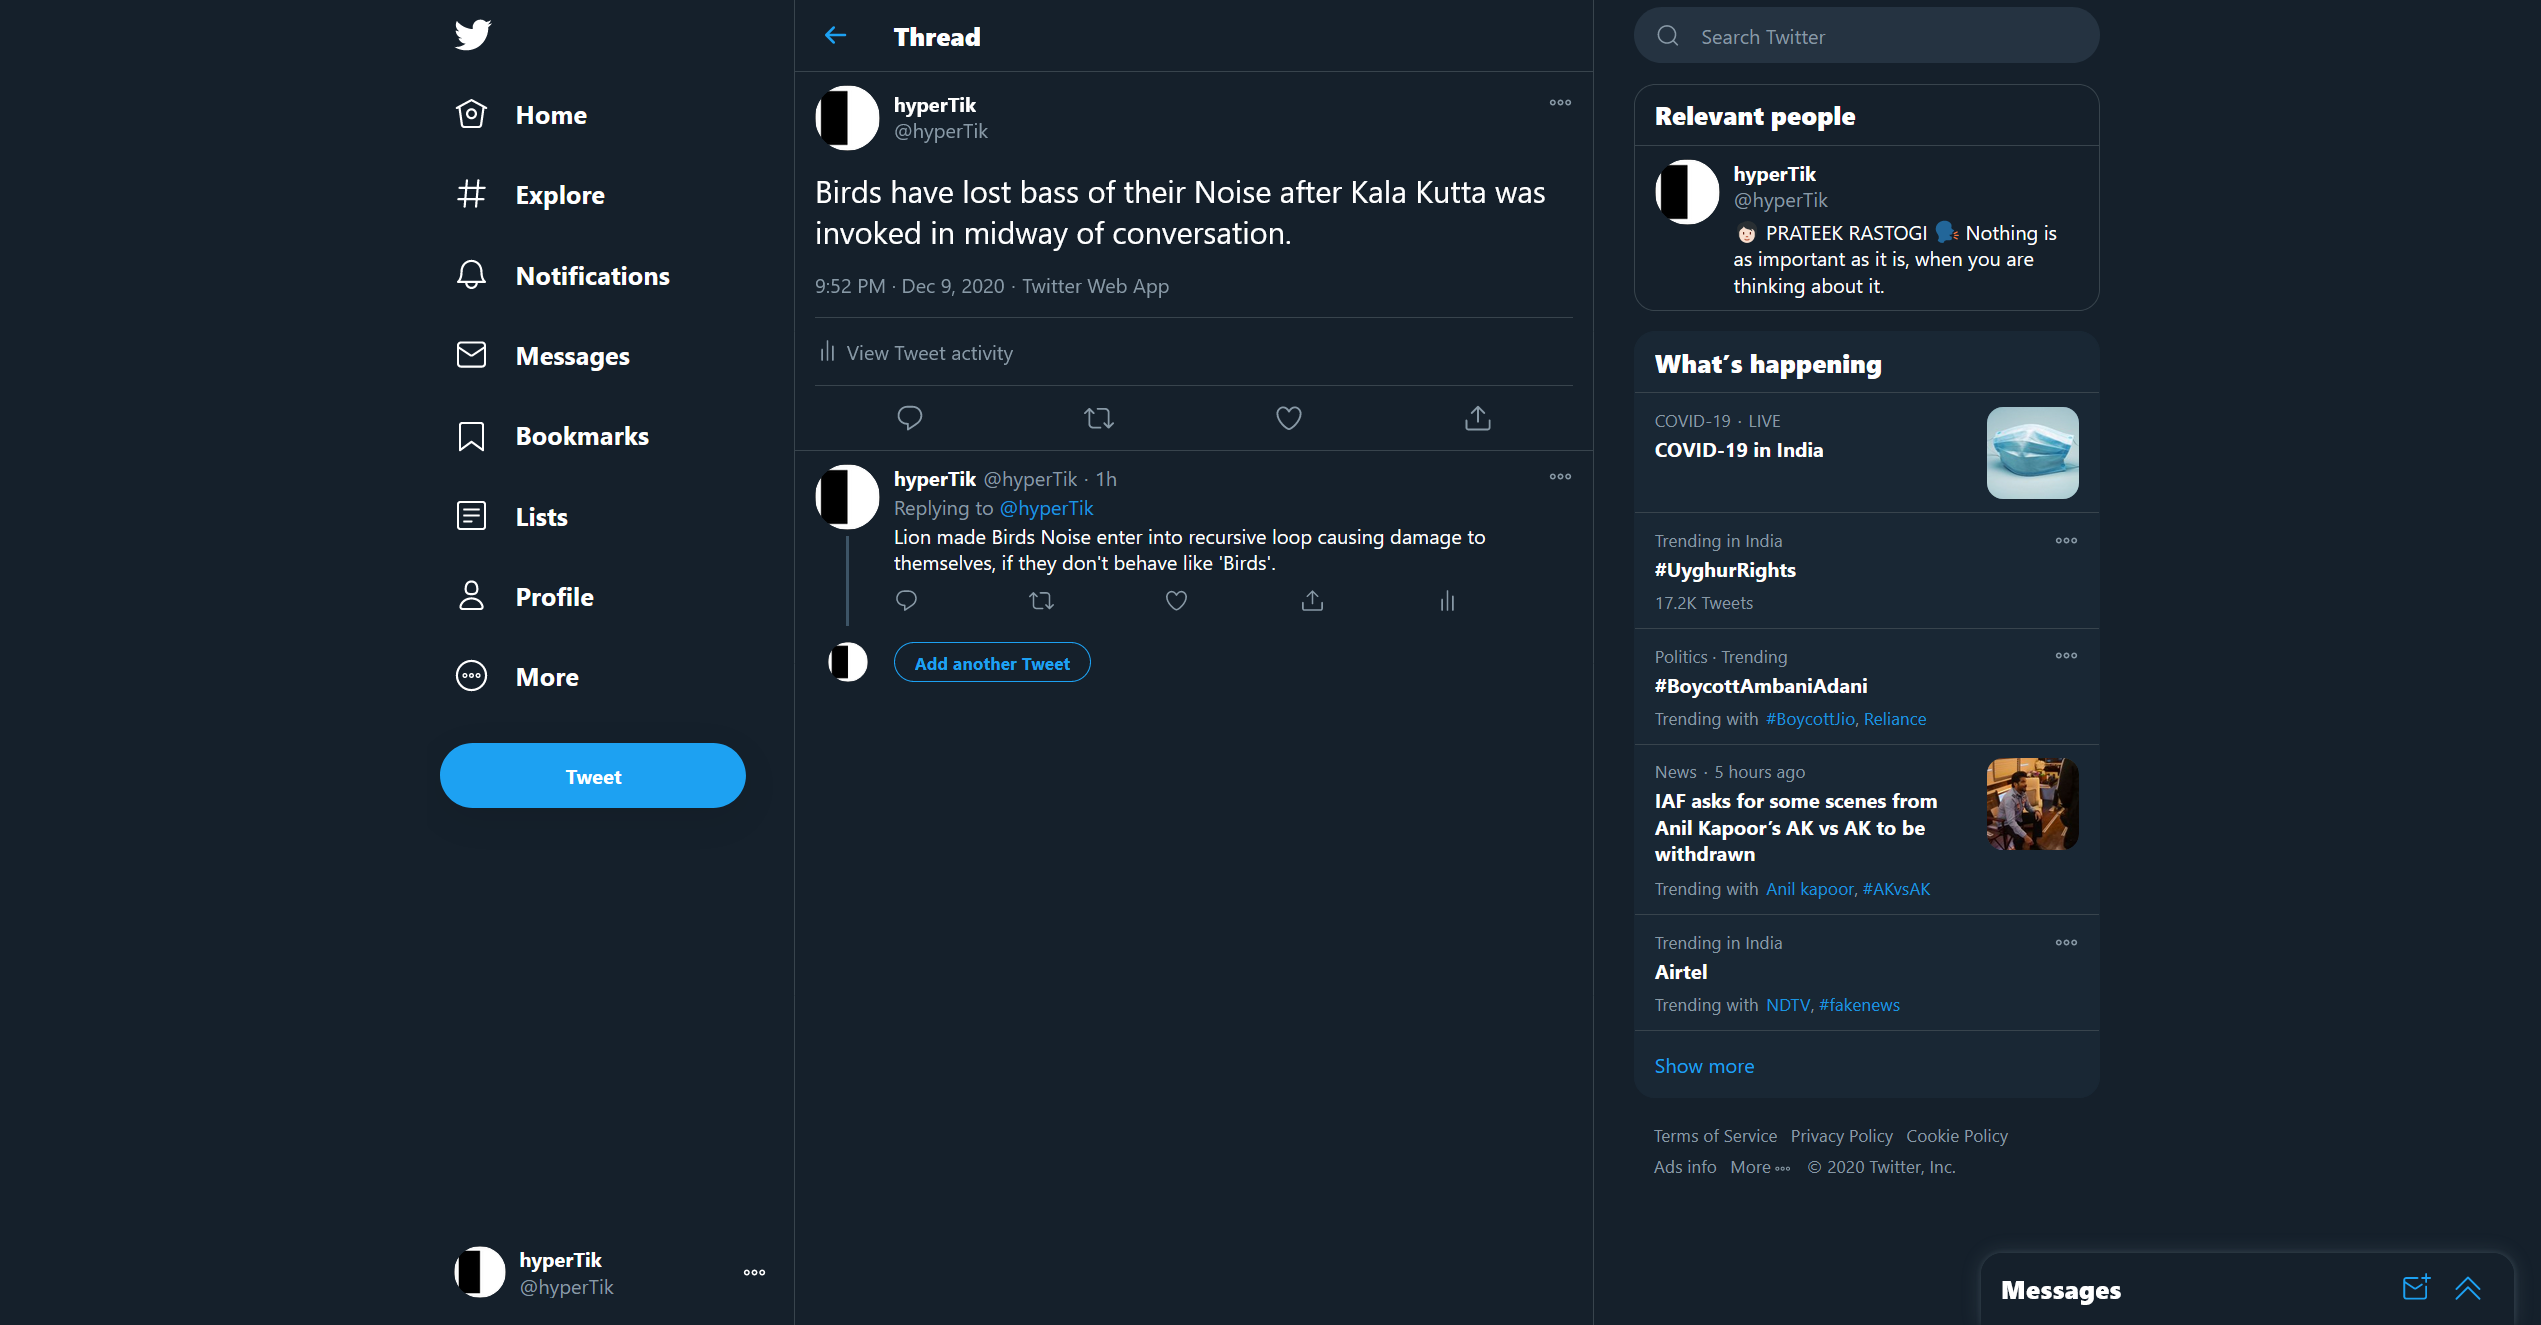 Home
Explore
Notifications
Messages
Bookmarks
Lists
Profile
More
Tweet
hyperTik
@hyperTik
Thread
hyperTik
@hyperTik
Birds have lost bass of their Noise after Kala Kutta was
invoked in midway of conversation.
9:52 PM · Dec 9, 2020 · Twitter Web App
View Tweet activity
hyperTik @hyperTik · 1h
Replying to @hyperTik
Lion made Birds Noise enter into recursive loop causing damage to
themselves, if they don't behave like 'Birds'.
Add another Tweet
Search Twitter
Relevant people
hyperTik
@hyperTik
PRATEEK RASTOGI Nothing is
as important as it is, when you are
thinking about it.
What's happening
COVID-19 · LIVE
COVID-19 in India
Trending in India
#UyghurRights
17.2K Tweets
Politics · Trending
#BoycottAmbaniAdani
Trending with #BoycottJio, Reliance
News · 5 hours ago
IAF asks for some scenes from
Anil Kapoor’s AK vs AK to be
withdrawn
Trending with Anil kapoor, #AKvsAK
Trending in India
Airtel
Trending with NDTV, #fakenews
Show more
Terms of Service Privacy Policy Cookie Policy
Ads info More © 2020 Twitter, Inc.
Messages